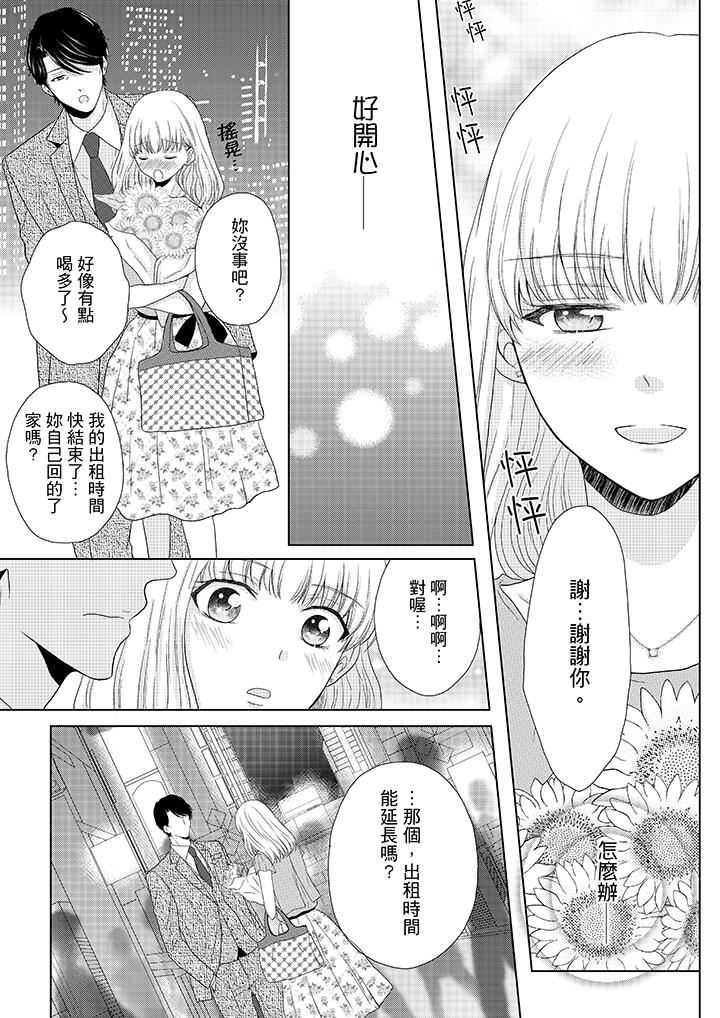 怦
怦
怦
怦
怦
怦
謝…謝謝你。
怎麼辦——
好開心——
搖晃…
妳沒事吧？
好像有點
喝多了～
我的出租時間
快結束了…
妳自己回的了
家嗎？
啊…啊啊…
對喔…
…那個，出租時間
能延長嗎？